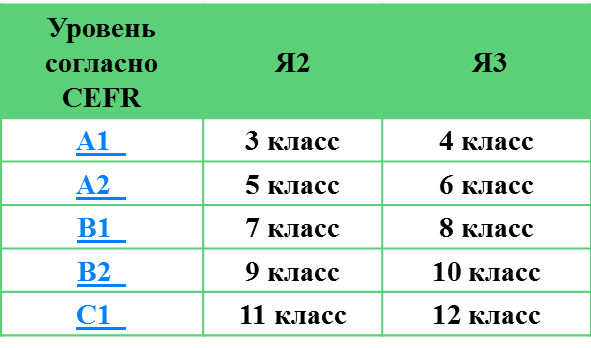 Уровень
согласно
CEFR
Я2
Я3
A1
3 класс
4 класс
A2
5 класс
6 класс
B1
7 класс
8 класс
B2
9 класс
10 класс
C1
11 класс
12 класс